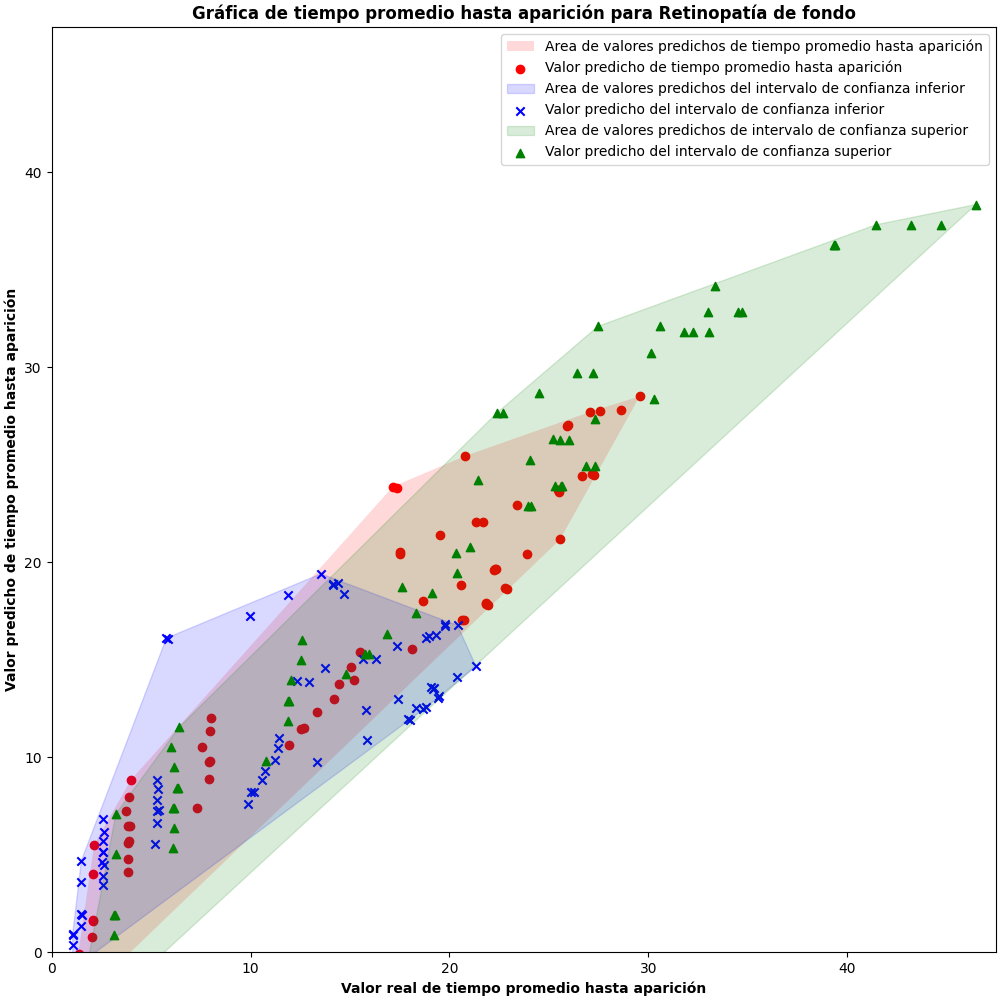 Gráfica de tiempo promedio hasta aparición para Retinopatía de fondo
Area de valores predichos de tiempo promedio hasta aparición
Valor predicho de tiempo promedio hasta aparición
Area de valores predichos del intervalo de confianza inferior
Valor predicho del intervalo de confianza inferior
Area de valores predichos de intervalo de confianza superior
Valor predicho del intervalo de confianza superior
Valor predicho de tiempo promedio hasta aparición
40
30
20
10
0
0 10 20 30 40
Valor real de tiempo promedio hasta aparición